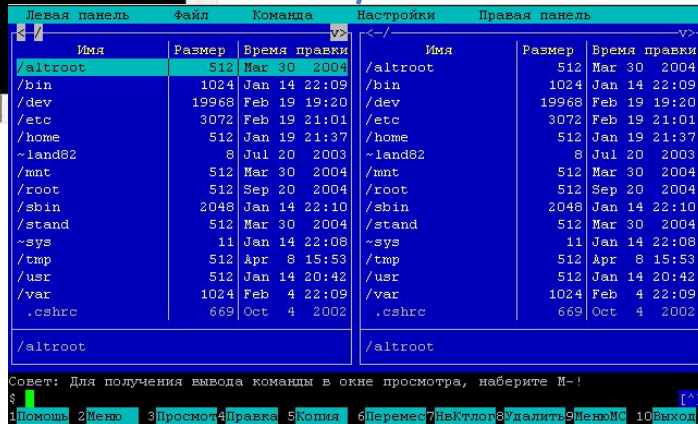 Левая панель Файл Команда Настройки Правая панель
<-/ v> <-/ v>
Имя Размер Время правки Имя Размер Время правки
/altroot 512 Mar 30 2004 /altroot 512 Mar 30 2004
/bin 1024 Jan 14 22:09 /bin 1024 Jan 14 22:09
/dev 19968 Feb 19 19:20 /dev 19968 Feb 19 19:20
/etc 3072 Feb 19 21:01 /etc 3072 Feb 19 21:01
/home 512 Jan 19 21:37 /home 512 Jan 19 21:37
~land82 8 Jul 20 2003 ~land82 8 Jul 20 2003
/mnt 512 Mar 30 2004 /mnt 512 Mar 30 2004
/root 512 Sep 20 2004 /root 512 Sep 20 2004
/sbin 2048 Jan 14 22:10 /sbin 2048 Jan 14 22:10
/stand 512 Mar 30 2004 /stand 512 Mar 30 2004
~sys 11 Jan 14 22:08 ~sys 11 Jan 14 22:08
/tmp 512 Apr 8 15:53 /tmp 512 Apr 8 15:53
/usr 512 Jan 14 20:42 /usr 512 Jan 14 20:42
/var 1024 Feb 4 22:09 /var 1024 Feb 4 22:09
.cshrc 669 Oct 4 2002 .cshrc 669 Oct 4 2002
/altroot /altroot
Совет: Для получения вывода команды в окне просмотра, наберите M-!
$ [^
1Помощь 2Меню 3Просмот 4Правка 5Копия 6Перемес 7НвКтлог 8Удалить 9МенюMC 10Выход